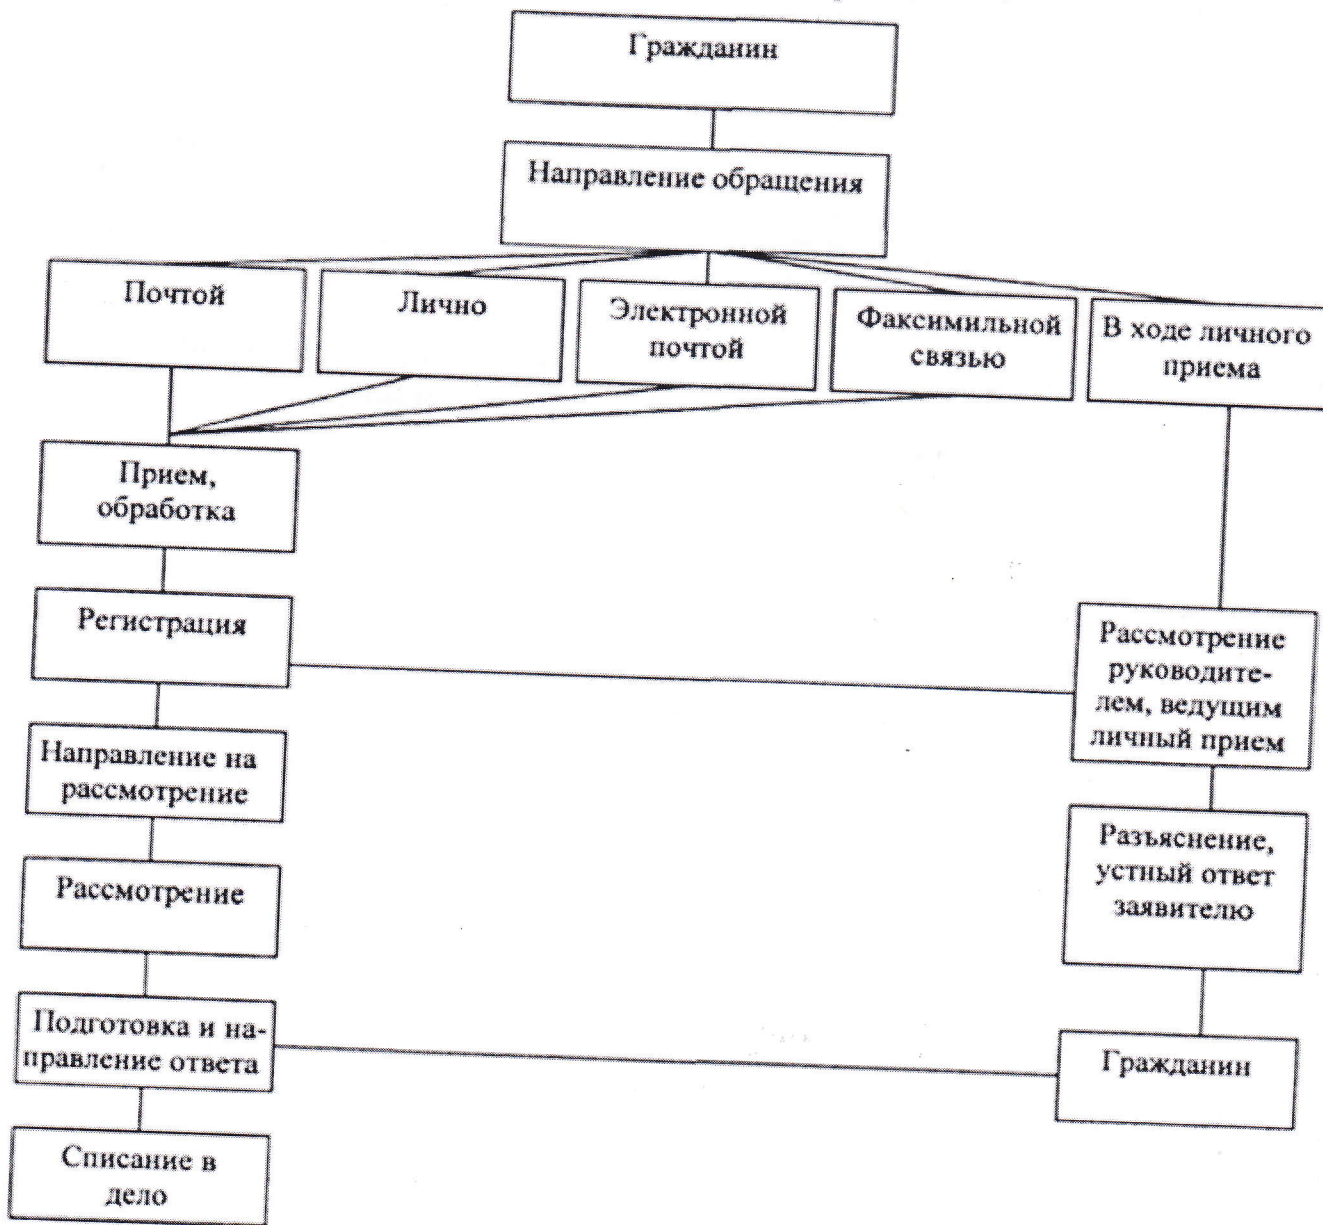 Гражданин
Направление обращения
Почтой
Лично
Электронной
почтой
Факсимильной
связью
В ходе личного
приема
Прием,
обработка
Регистрация
Рассмотрение
руководите-
лем, ведущим
личный прием
Направление на
рассмотрение
Разъяснение,
устный ответ
заявителю
Рассмотрение
Подготовка и на-
правление ответа
Гражданин
Списание в
дело